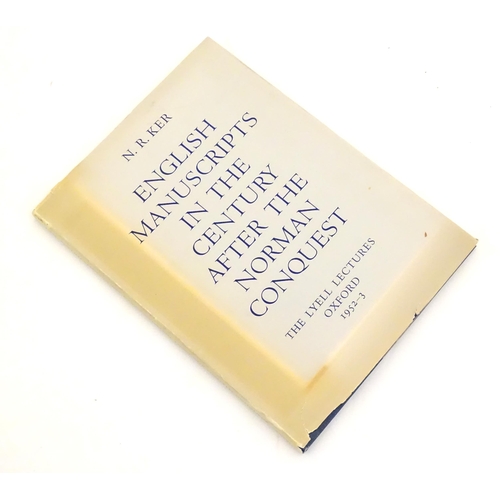 N. R. KER
ENGLISH
MANUSCRIPTS
IN THE
CENTURY
AFTER THE
NORMAN
CONQUEST
THE LYELL LECTURES
OXFORD
1952–3